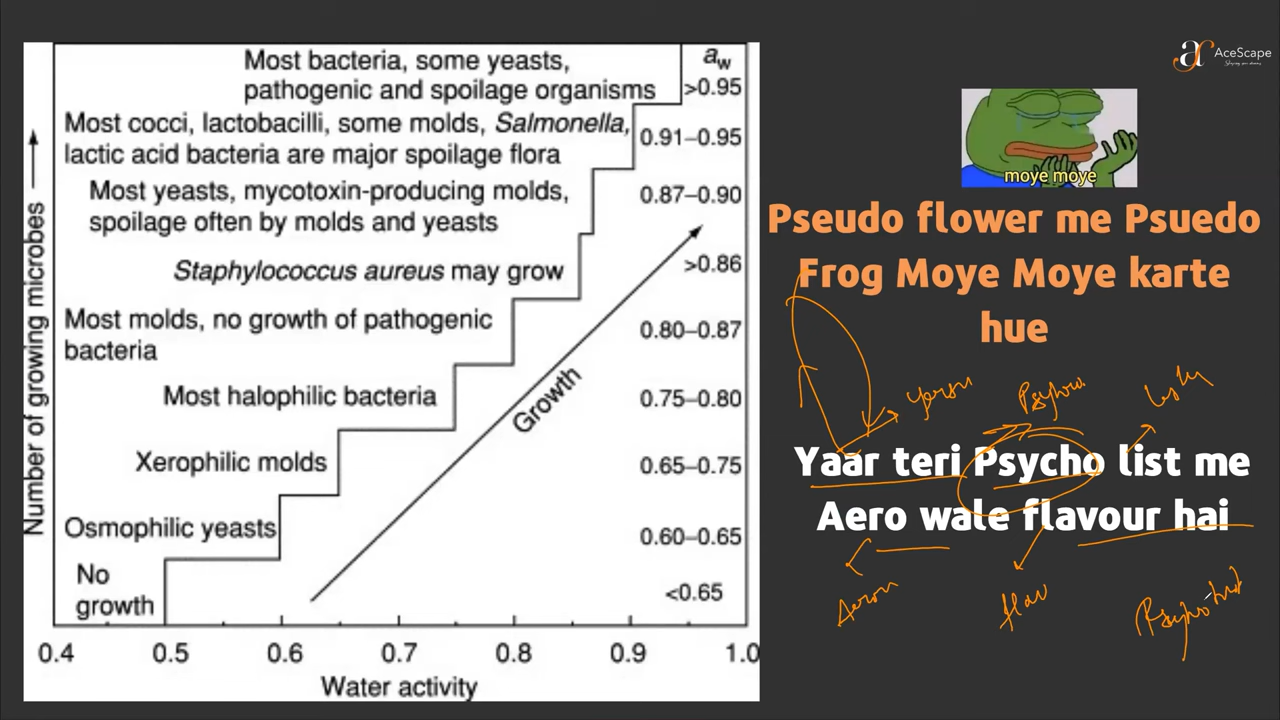 Most bacteria, some yeasts,
pathogenic and spoilage organisms
a_w
>0.95
Most cocci, lactobacilli, some molds, Salmonella,
lactic acid bacteria are major spoilage flora
0.91–0.95
Most yeasts, mycotoxin-producing molds,
spoilage often by molds and yeasts
0.87–0.90
Staphylococcus aureus may grow
>0.86
Most molds, no growth of pathogenic
bacteria
0.80–0.87
Most halophilic bacteria
0.75–0.80
Xerophilic molds
0.65–0.75
Osmophilic yeasts
0.60–0.65
No
growth
<0.65
Growth
Number of growing microbes
0.4 0.5 0.6 0.7 0.8 0.9 1.0
Water activity
AceScape
moye moye
Pseudo flower me Psuedo
Frog Moye Moye karte
hue
Yaar teri Psycho list me
Aero wale flavour hai
Aeron
flav